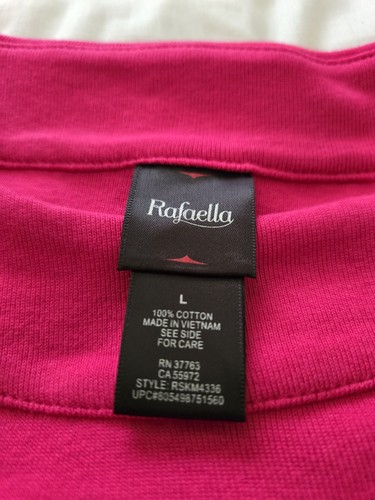 Rafaella
L
100% COTTON
MADE IN VIETNAM
SEE SIDE
FOR CARE
RN 37763
CA 55972
STYLE: RSKM4336
UPC#805498751560